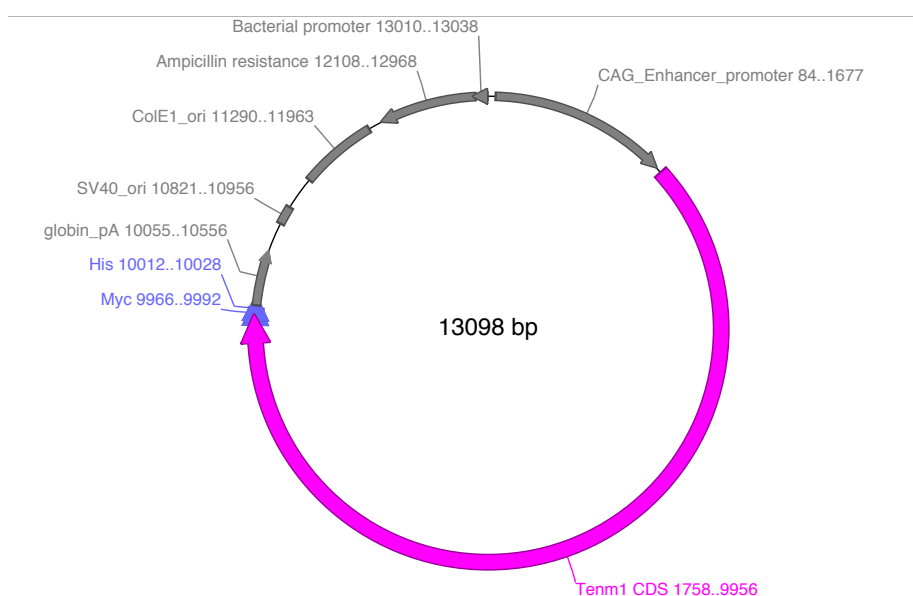 Bacterial promoter 13010..13038
Ampicillin resistance 12108..12968
CAG_Enhancer_promoter 84..1677
ColE1_ori 11290..11963
SV40_ori 10821..10956
globin_pA 10055..10556
His 10012..10028
Myc 9966..9992
13098 bp
Tenm1 CDS 1758..9956